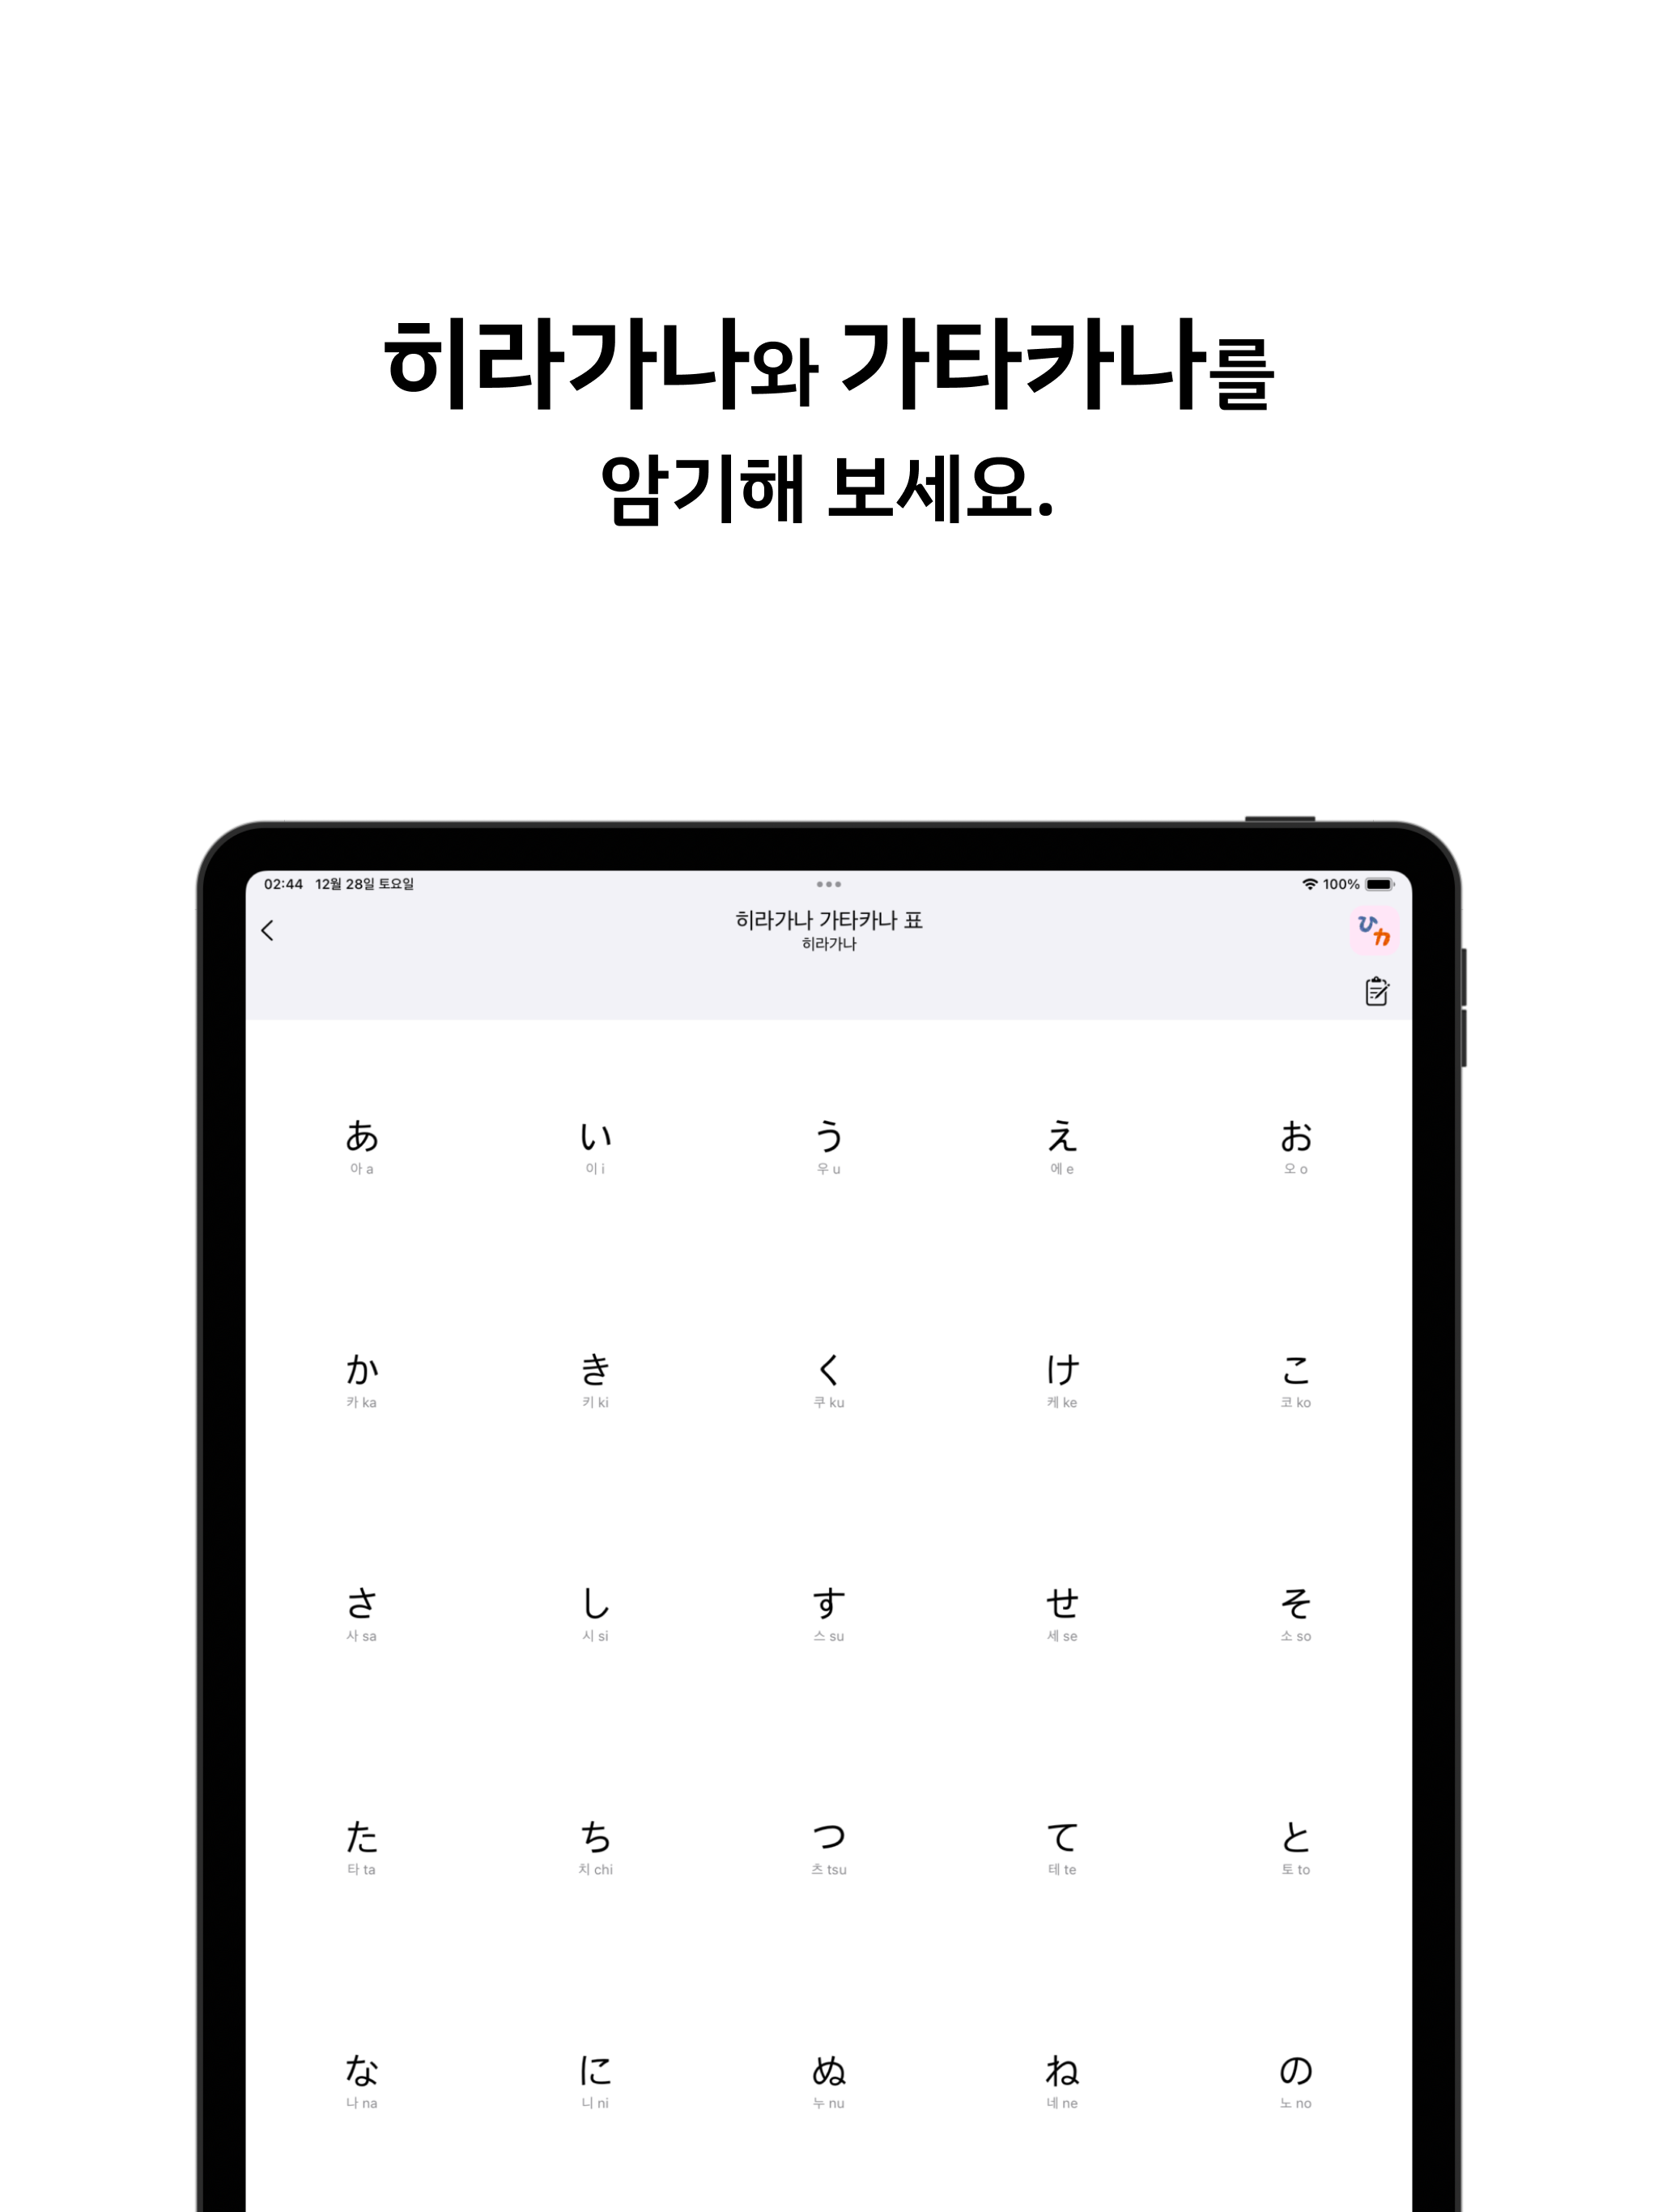 히라가나와 가타카나를
암기해 보세요.
02:44 12월 28일 토요일 100%
히라가나 가타카나 표
히라가나
ひカ
あ い う え お
아 a 이 i 우 u 에 e 오 o
か き く け こ
카 ka 키 ki 쿠 ku 케 ke 코 ko
さ し す せ そ
사 sa 시 si 스 su 세 se 소 so
た ち つ て と
타 ta 치 chi 츠 tsu 테 te 토 to
な に ぬ ね の
나 na 니 ni 누 nu 네 ne 노 no